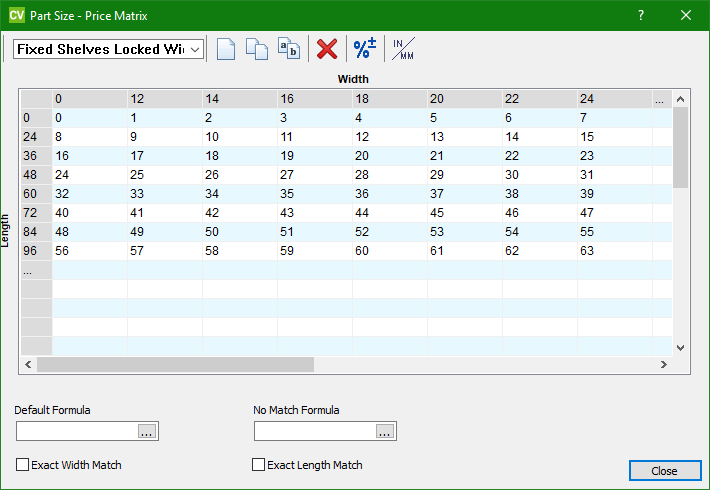 CV Part Size - Price Matrix ?
Fixed Shelves Locked Wi
a b % ± IN/MM
Width
0 12 14 16 18 20 22 24 ...
0 0 1 2 3 4 5 6 7
24 8 9 10 11 12 13 14 15
36 16 17 18 19 20 21 22 23
48 24 25 26 27 28 29 30 31
60 32 33 34 35 36 37 38 39
72 40 41 42 43 44 45 46 47
84 48 49 50 51 52 53 54 55
96 56 57 58 59 60 61 62 63
...
Length
Default Formula No Match Formula
... ...
Exact Width Match Exact Length Match
Close